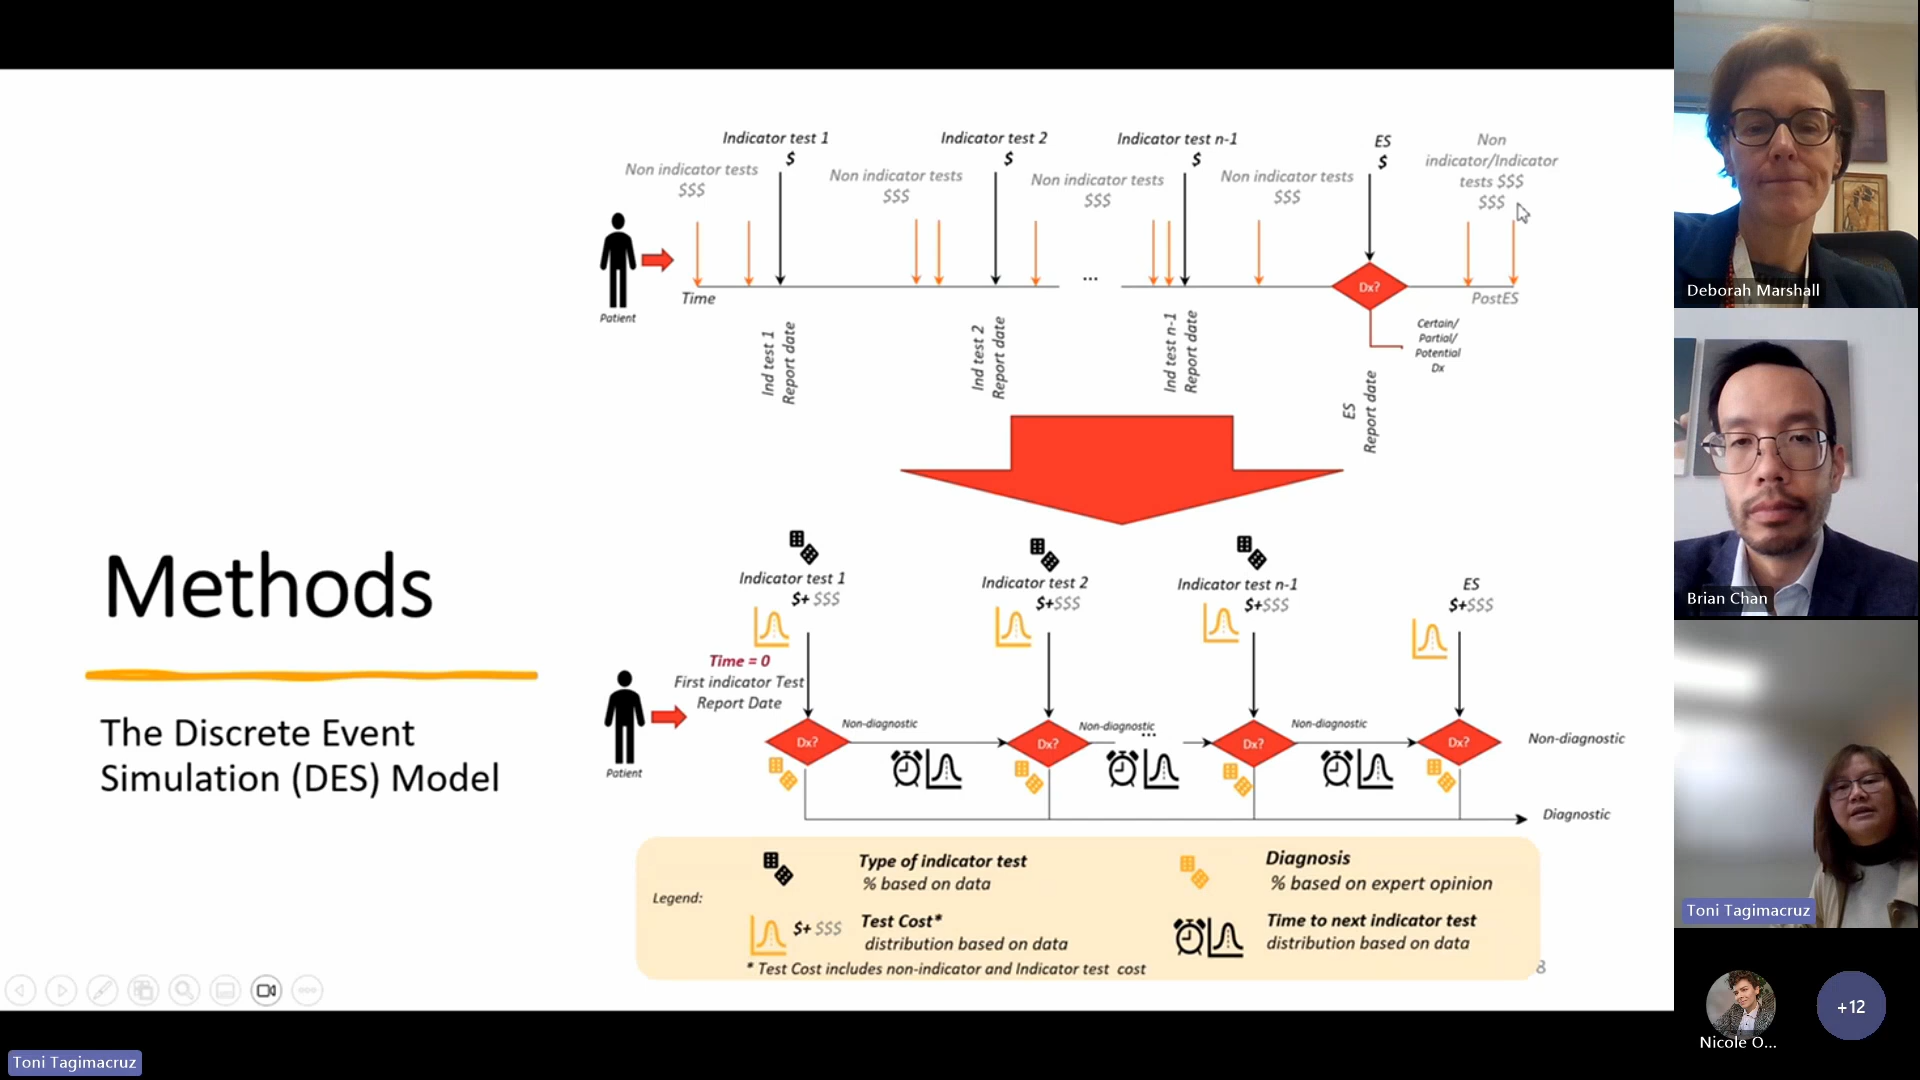 Indicator test 1
$
Indicator test 2
$
Indicator test n-1
$
ES
$
Non
indicator/Indicator
tests $$$
$$$
Non indicator tests
$$$
Non indicator tests
$$$
Non indicator tests
$$$
Non indicator tests
$$$
Patient
Time
...
Dx?
PostES
Certain/
Partial/
Potential
Dx
Ind test 1
Report date
Ind test 2
Report date
Ind test n-1
Report date
ES
Report date
Methods
The Discrete Event
Simulation (DES) Model
Indicator test 1
$+ $$$
Indicator test 2
$+$$$
Indicator test n-1
$+$$$
ES
$+$$$
Time = 0
First indicator Test
Report Date
Patient
Dx?
Non-diagnostic
Dx?
Non-diagnostic
...
Dx?
Non-diagnostic
Dx?
Non-diagnostic
Diagnostic
Legend:
Type of indicator test
% based on data
Diagnosis
% based on expert opinion
$+ $$$
Test Cost*
distribution based on data
Time to next indicator test
distribution based on data
* Test Cost includes non-indicator and Indicator test cost
8
Deborah Marshall
Brian Chan
Toni Tagimacruz
Nicole O...
+12
Toni Tagimacruz